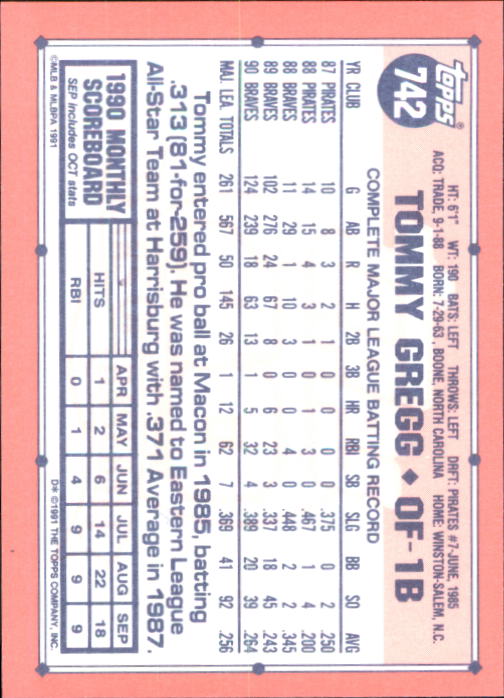 topps®
742
HT: 6'1" WT: 190 BATS: LEFT THROWS: LEFT DRFT: PIRATES #7-JUNE, 1985
ACQ: TRADE, 9-1-88 BORN: 7-29-63, BOONE, NORTH CAROLINA HOME: WINSTON-SALEM, N.C.
TOMMY GREGG ♦ OF-1B
COMPLETE MAJOR LEAGUE BATTING RECORD
YR CLUB G AB R H 2B 3B HR RBI SB SLG BB SO AVG
87 PIRATES 10 8 3 2 1 0 0 0 0 .375 0 2 .250
88 PIRATES 14 15 4 3 1 0 1 3 0 .467 1 4 .200
88 BRAVES 11 29 1 10 3 0 0 4 0 .448 2 2 .345
89 BRAVES 102 276 24 67 8 0 6 23 3 .337 18 45 .243
90 BRAVES 124 239 18 63 13 1 5 32 4 .389 20 39 .264
MAJ. LEA. TOTALS 261 567 50 145 26 1 12 62 7 .369 41 92 .256
Tommy entered pro ball at Macon in 1985, batting
.313 (81-for-259). He was named to Eastern League
All-Star Team at Harrisburg with .371 Average in 1987.
1990 MONTHLY
SCOREBOARD
SEP includes OCT stats
APR MAY JUN JUL AUG SEP
HITS 1 2 6 14 22 18
RBI 0 1 4 9 9 9
©MLB & MLBPA 1991
D* ©1991 THE TOPPS COMPANY, INC.